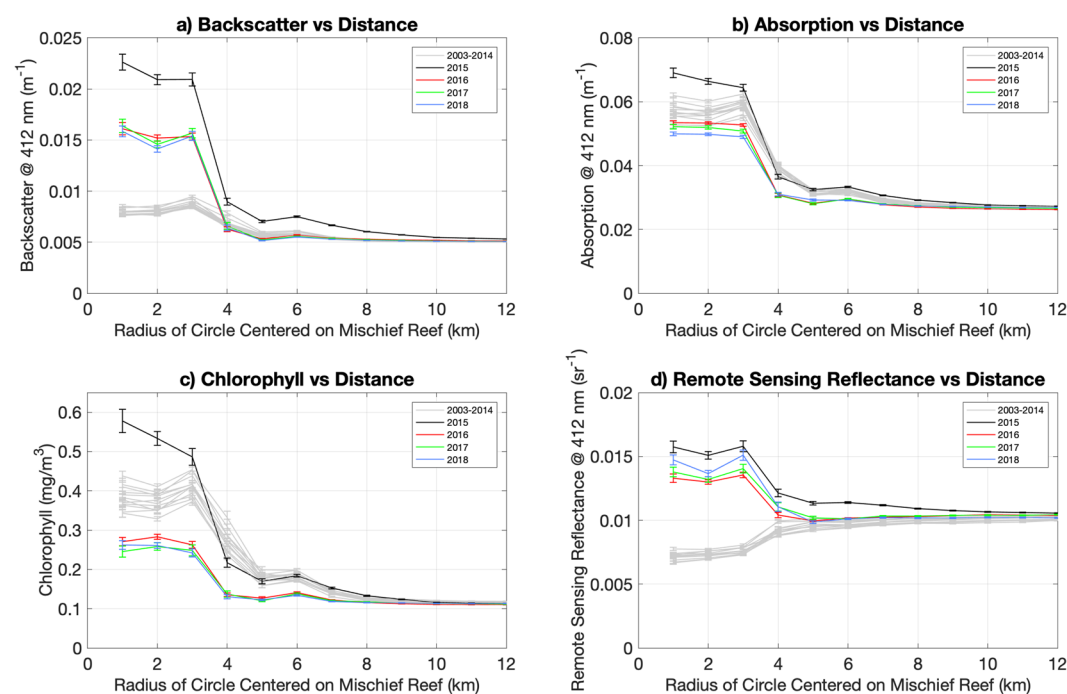 a) Backscatter vs Distance
0.025
0.02
0.015
0.01
0.005
0
Backscatter @ 412 nm (m⁻¹)
2003-2014
2015
2016
2017
2018
0 2 4 6 8 10 12
Radius of Circle Centered on Mischief Reef (km)
b) Absorption vs Distance
0.08
0.06
0.04
0.02
0
Absorption @ 412 nm (m⁻¹)
2003-2014
2015
2016
2017
2018
0 2 4 6 8 10 12
Radius of Circle Centered on Mischief Reef (km)
c) Chlorophyll vs Distance
0.6
0.5
0.4
0.3
0.2
0.1
0
Chlorophyll (mg/m³)
2003-2014
2015
2016
2017
2018
0 2 4 6 8 10 12
Radius of Circle Centered on Mischief Reef (km)
d) Remote Sensing Reflectance vs Distance
0.02
0.015
0.01
0.005
0
Remote Sensing Reflectance @ 412 nm (sr⁻¹)
2003-2014
2015
2016
2017
2018
0 2 4 6 8 10 12
Radius of Circle Centered on Mischief Reef (km)